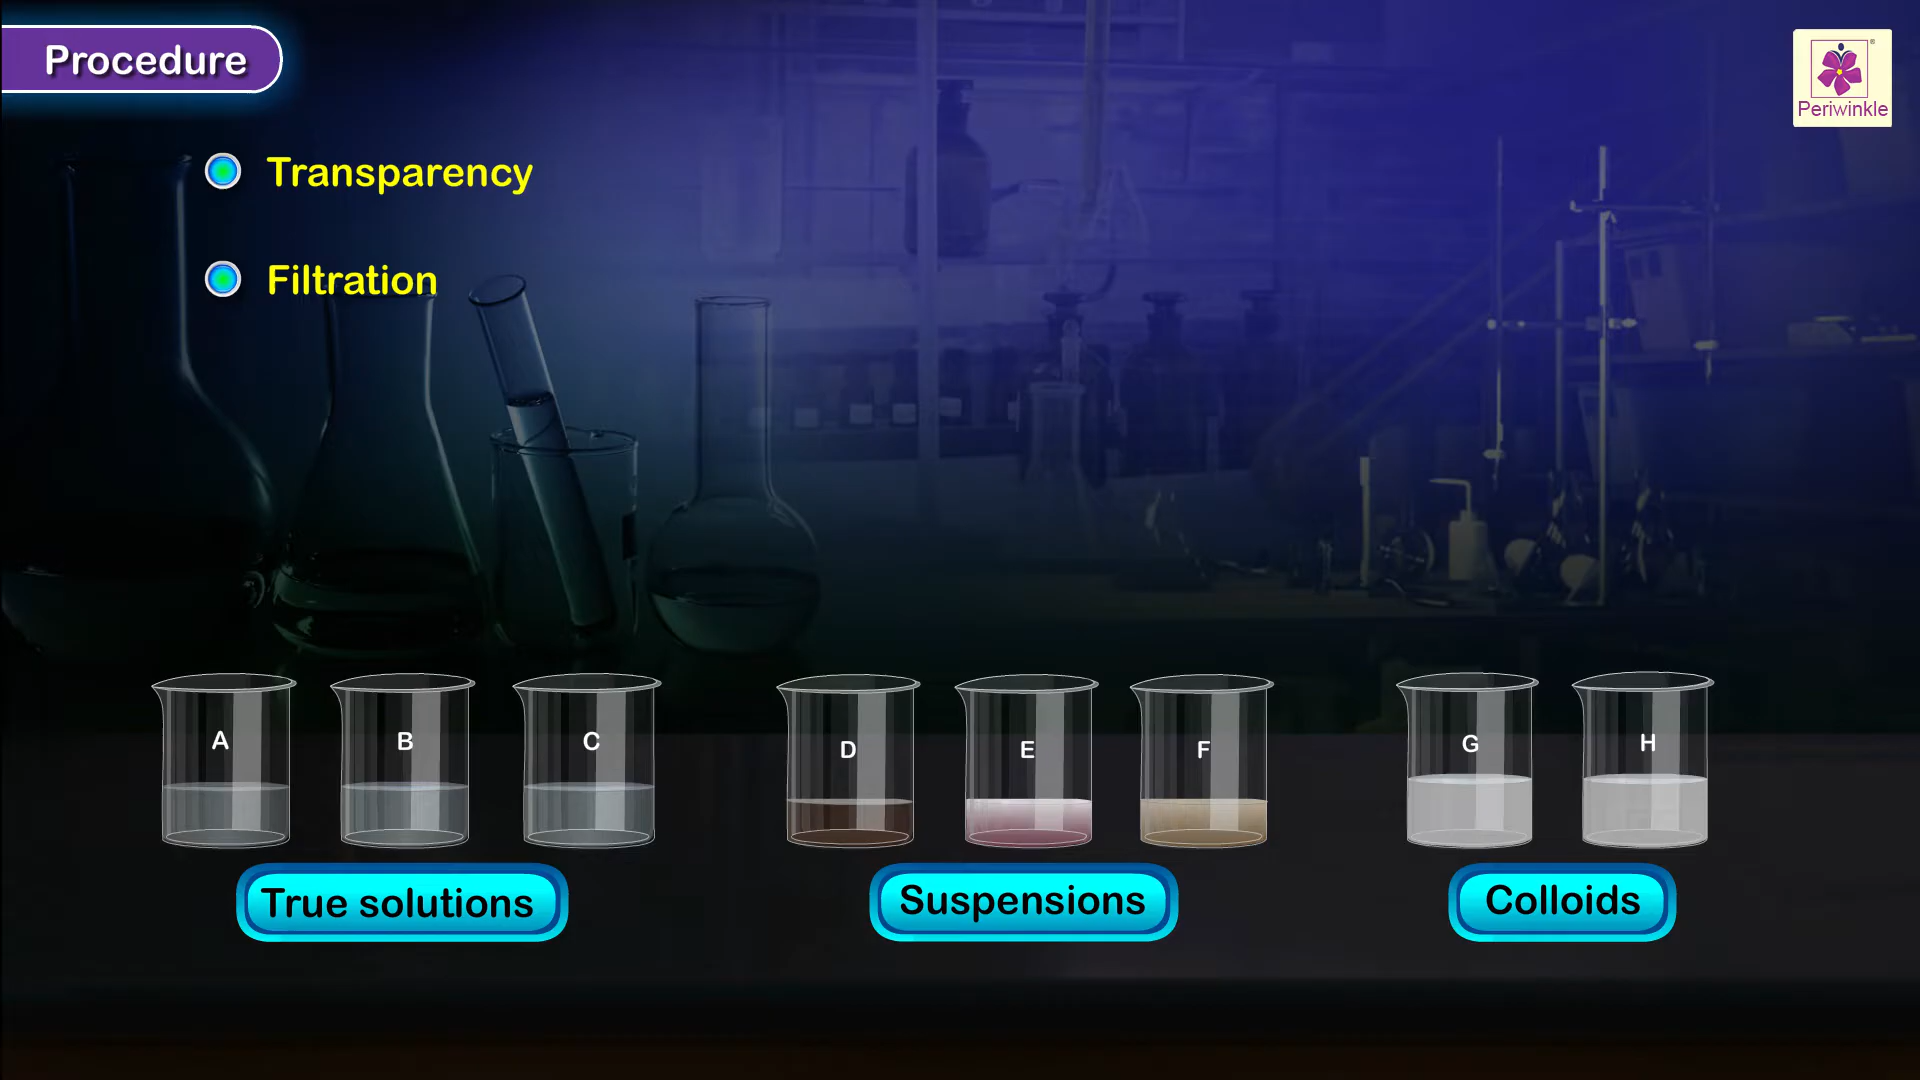 Procedure
Periwinkle
Transparency
Filtration
A B C D E F G H
True solutions Suspensions Colloids